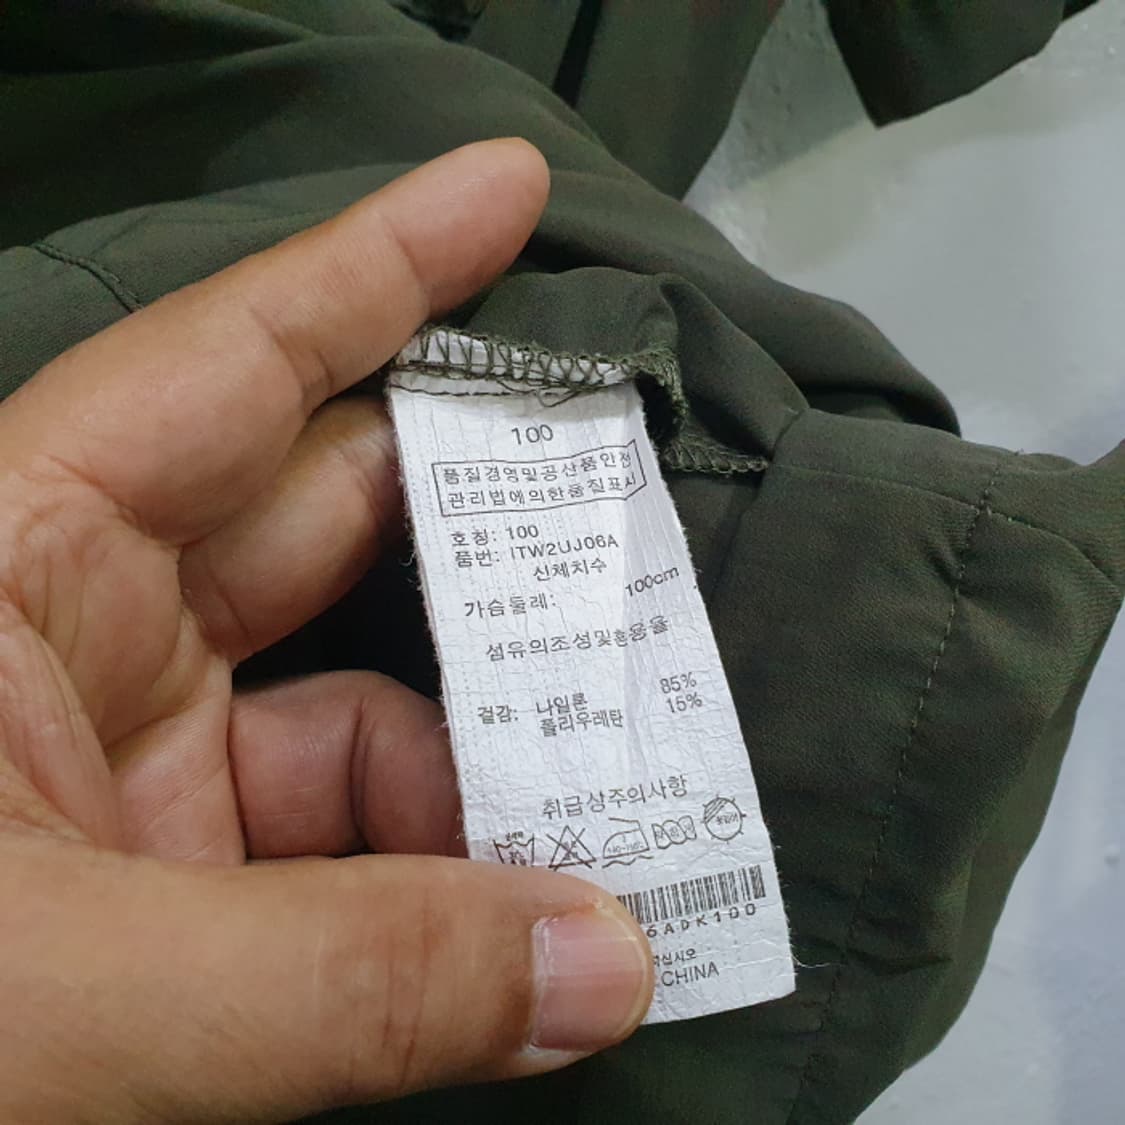 100
품질경영및공산품안전
관리법에의한품질표시
호칭: 100
품번: ITW2UJ06A
신체치수
가슴둘레: 100cm
섬유의조성및혼용율
겉감: 나일론 85%
폴리우레탄 15%
취급상주의사항
6ADK100
십시오
CHINA